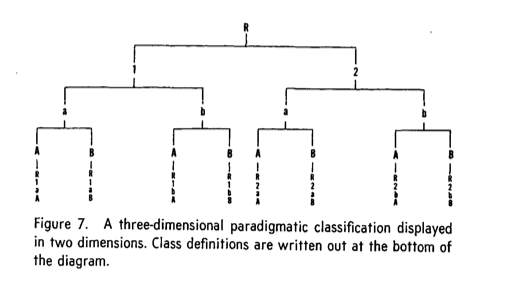 R
1 2
a b a b
A B A B A B A B
R1aA R1aB R1bA R1bB R2aA R2aB R2bA R2bB
Figure 7. A three-dimensional paradigmatic classification displayed
in two dimensions. Class definitions are written out at the bottom of
the diagram.